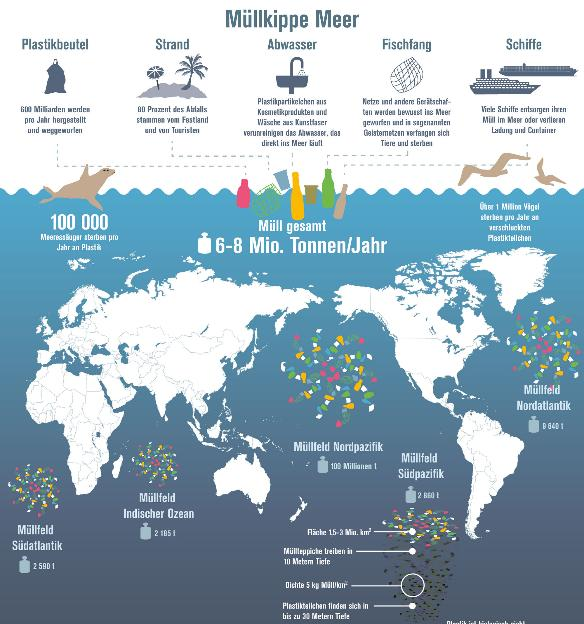 Müllkippe Meer
Plastikbeutel
600 Milliarden werden
pro Jahr hergestellt
und weggeworfen
Strand
80 Prozent des Abfalls
stammen vom Festland
und von Touristen
Abwasser
Plastikpartikelchen aus
Kosmetikprodukten und
Wäsche aus Kunstfaser
verunreinigen das Abwasser, das
direkt ins Meer läuft
Fischfang
Netze und andere Gerätschaf-
ten werden bewusst ins Meer
geworfen und in sogenannten
Geisternetzen verfangen sich
Tiere und sterben
Schiffe
Viele Schiffe entsorgen ihren
Müll im Meer oder verlieren
Ladung und Container
100 000
Meeressäuger sterben pro
Jahr an Plastik
Müll gesamt
6-8 Mio. Tonnen/Jahr
Über 1 Million Vögel
sterben pro Jahr an
verschluckten
Plastikteilchen
Müllfeld
Nordatlantik
Müllfeld Nordpazifik
100 Millionen t
Müllfeld
Südpazifik
Müllfeld
Indischer Ozean
Müllfeld
Südatlantik
2 590 t
Fläche 1,5-3 Mio. km²
Müllteppiche treiben in
10 Metern Tiefe
Dichte 5 kg Müll/km²
Plastikteilchen finden sich in
bis zu 30 Metern Tiefe